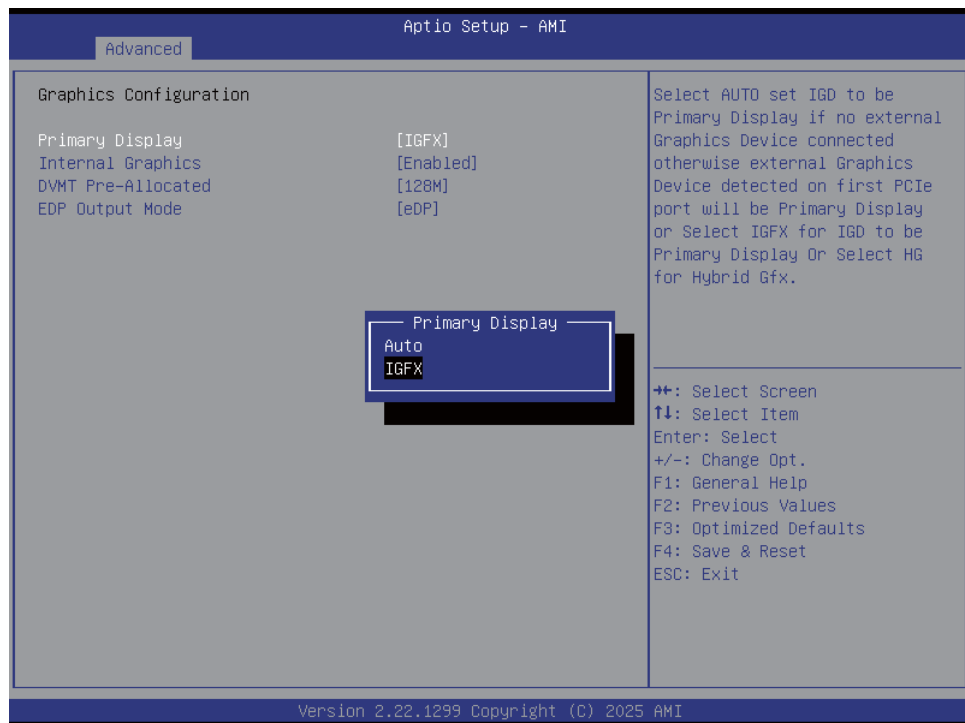 Aptio Setup – AMI
Advanced
Graphics Configuration
Primary Display [IGFX]
Internal Graphics [Enabled]
DVMT Pre-Allocated [128M]
EDP Output Mode [eDP]
Primary Display
Auto
IGFX
Select AUTO set IGD to be
Primary Display if no external
Graphics Device connected
otherwise external Graphics
Device detected on first PCIe
port will be Primary Display
or Select IGFX for IGD to be
Primary Display Or Select HG
for Hybrid Gfx.
→←: Select Screen
↑↓: Select Item
Enter: Select
+/-: Change Opt.
F1: General Help
F2: Previous Values
F3: Optimized Defaults
F4: Save & Reset
ESC: Exit
Version 2.22.1299 Copyright (C) 2025 AMI